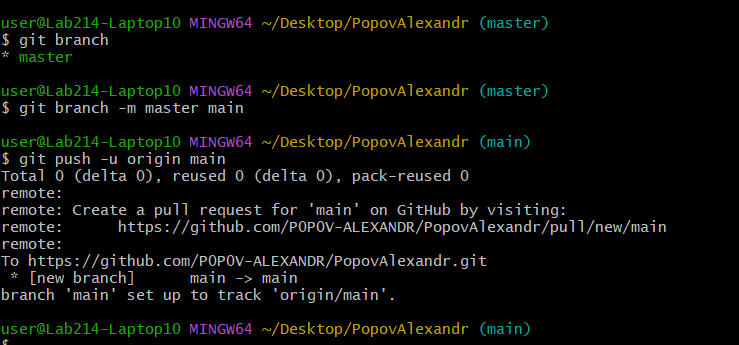 user@Lab214-Laptop10 MINGW64 ~/Desktop/PopovAlexandr (master)
$ git branch
* master
user@Lab214-Laptop10 MINGW64 ~/Desktop/PopovAlexandr (master)
$ git branch -m master main
user@Lab214-Laptop10 MINGW64 ~/Desktop/PopovAlexandr (main)
$ git push -u origin main
Total 0 (delta 0), reused 0 (delta 0), pack-reused 0
remote:
remote: Create a pull request for 'main' on GitHub by visiting:
remote:      https://github.com/POPOV-ALEXANDR/PopovAlexandr/pull/new/main
remote:
To https://github.com/POPOV-ALEXANDR/PopovAlexandr.git
 * [new branch]      main -> main
branch 'main' set up to track 'origin/main'.
user@Lab214-Laptop10 MINGW64 ~/Desktop/PopovAlexandr (main)
$